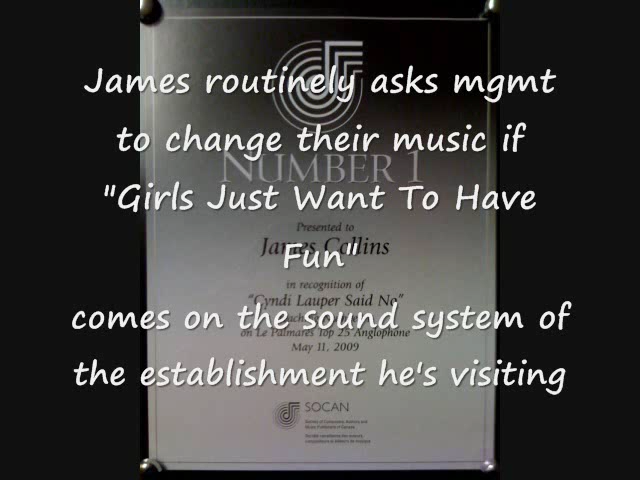 James routinely asks mgmt
to change their music if
"Girls Just Want To Have
Fun"
comes on the sound system of
the establishment he's visiting
NUMBER 1
Presented to
James Collins
in recognition of
"Cyndi Lauper Said No"
on Le Palmares Top 25 Anglophone
May 11, 2009
SOCAN